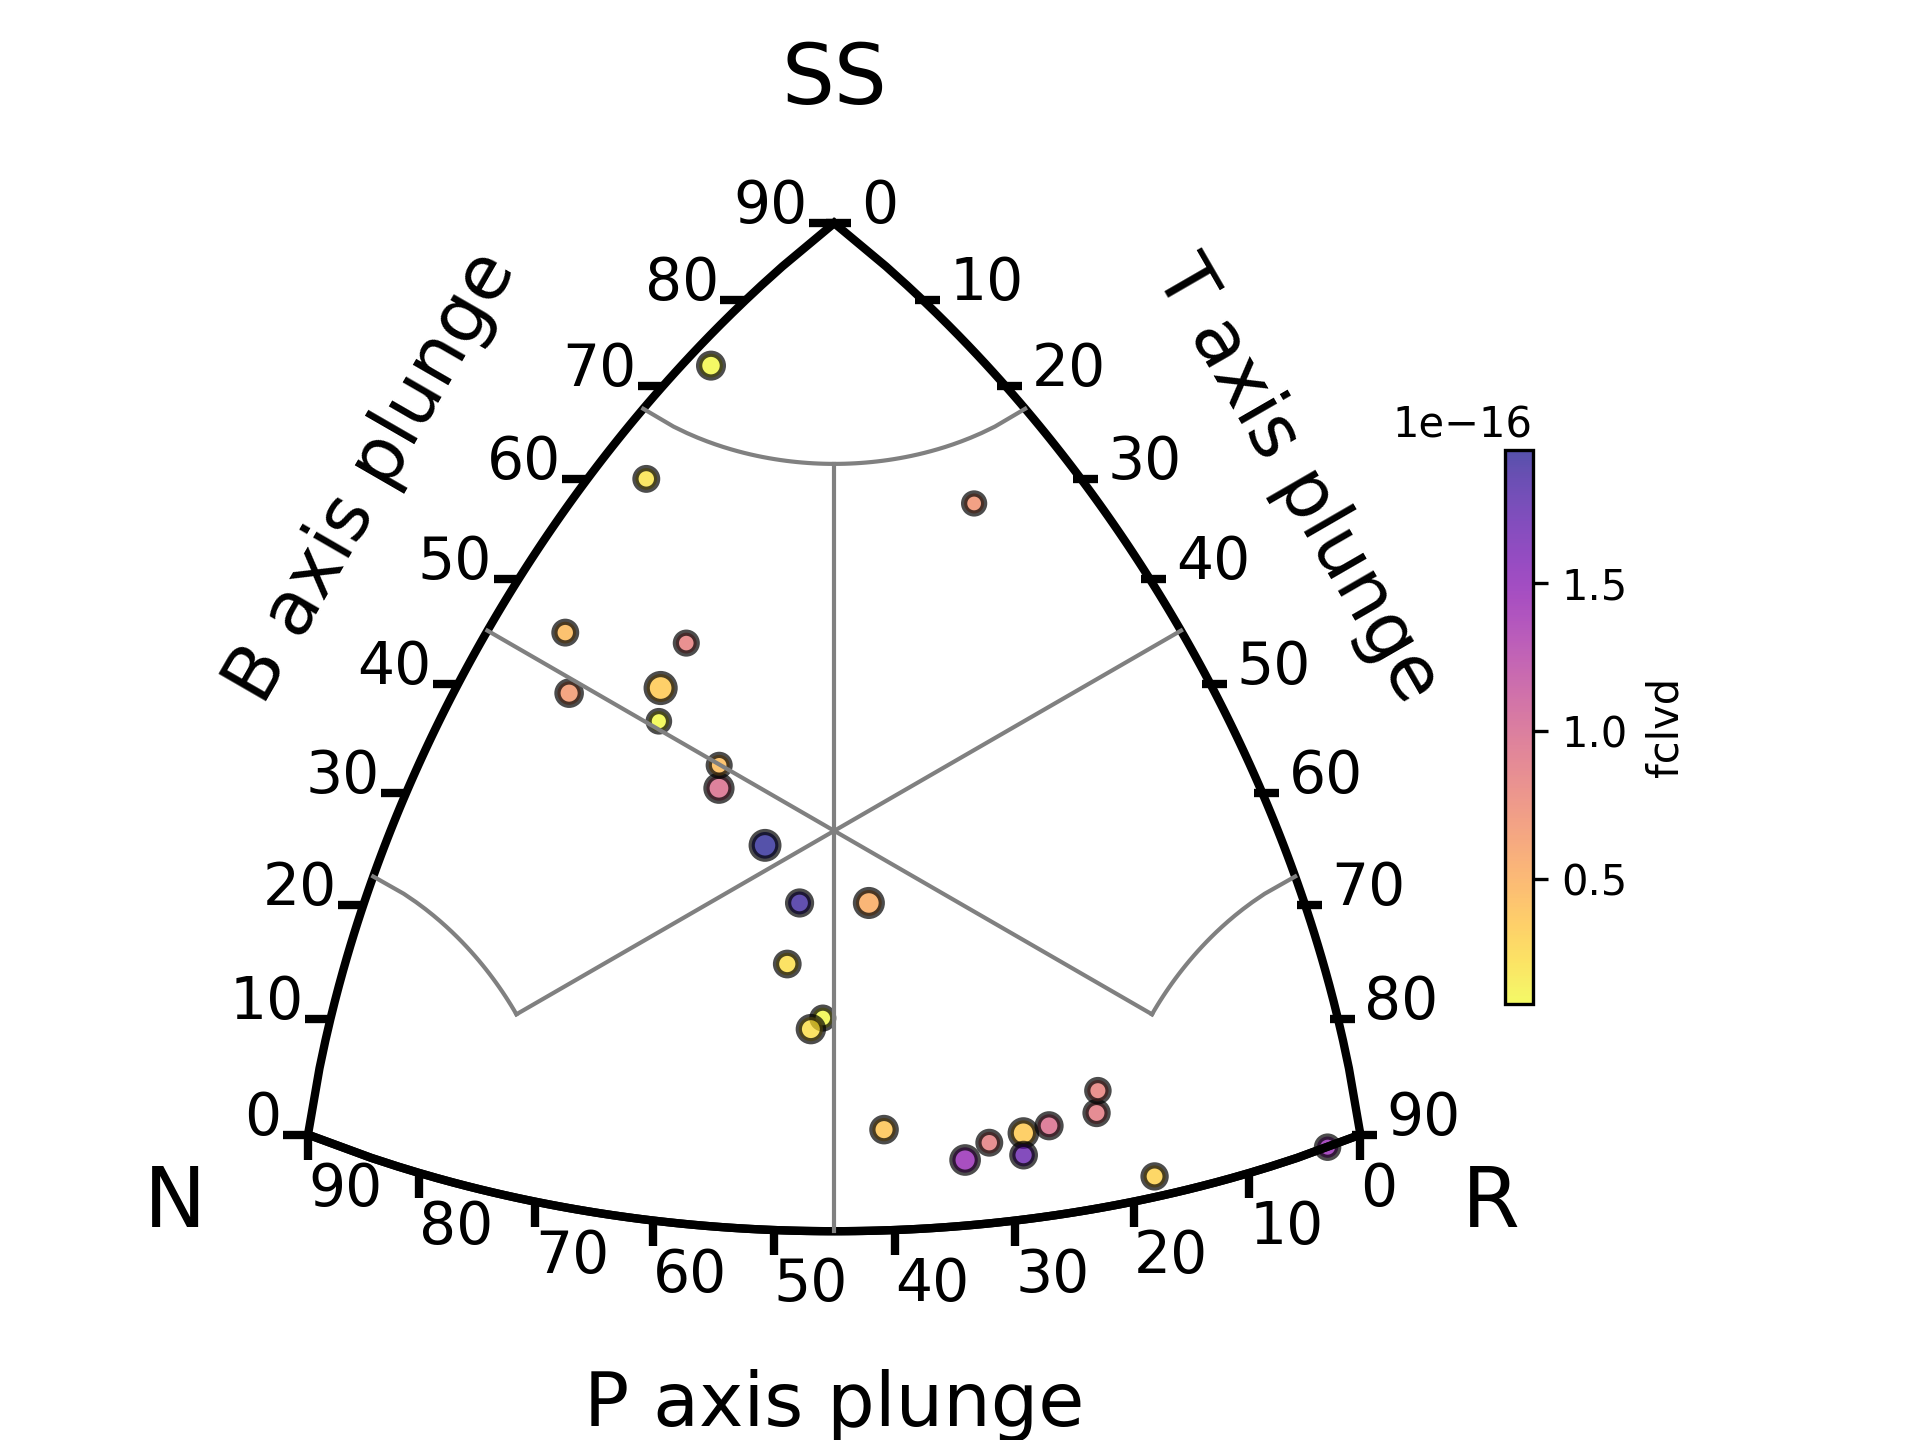 SS
90 0
80 10
70 20
60 30
50 40
40 50
30 60
20 70
10 80
0 90
B axis plunge
T axis plunge
N R
90 80 70 60 50 40 30 20 10 0
P axis plunge
1e−16
1.5
1.0
0.5
fclvd